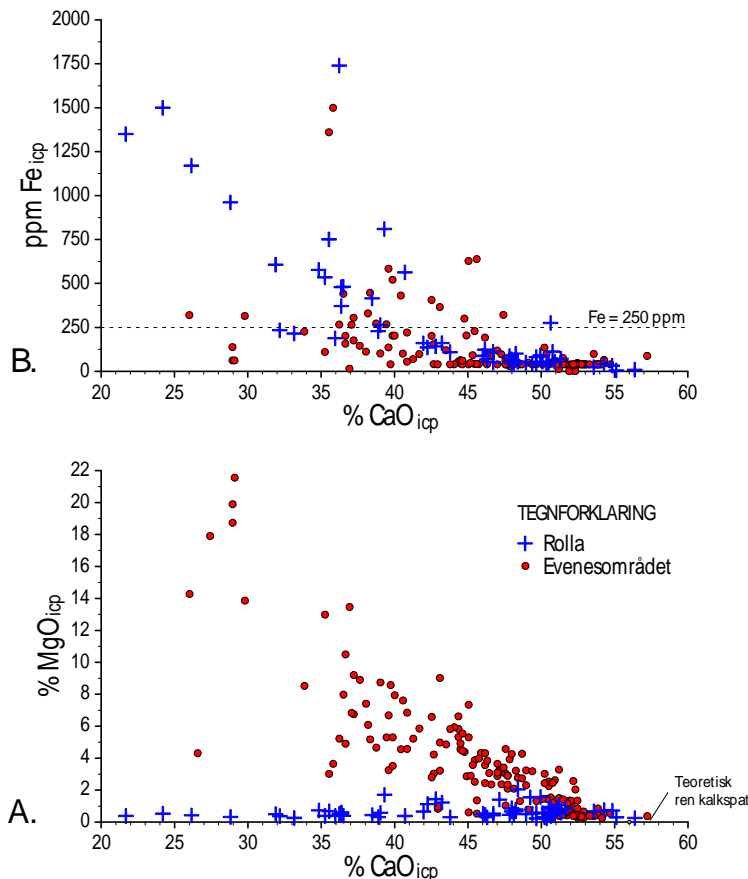 2000
1750
1500
1250
1000
750
500
250
0
ppm Fe icp
Fe = 250 ppm
B.
20 25 30 35 40 45 50 55 60
% CaO icp
22
20
18
16
14
12
10
8
6
4
2
0
% MgO icp
TEGNFORKLARING
Rolla
Evenesområdet
Teoretisk
ren kalkspat
A.
20 25 30 35 40 45 50 55 60
% CaO icp